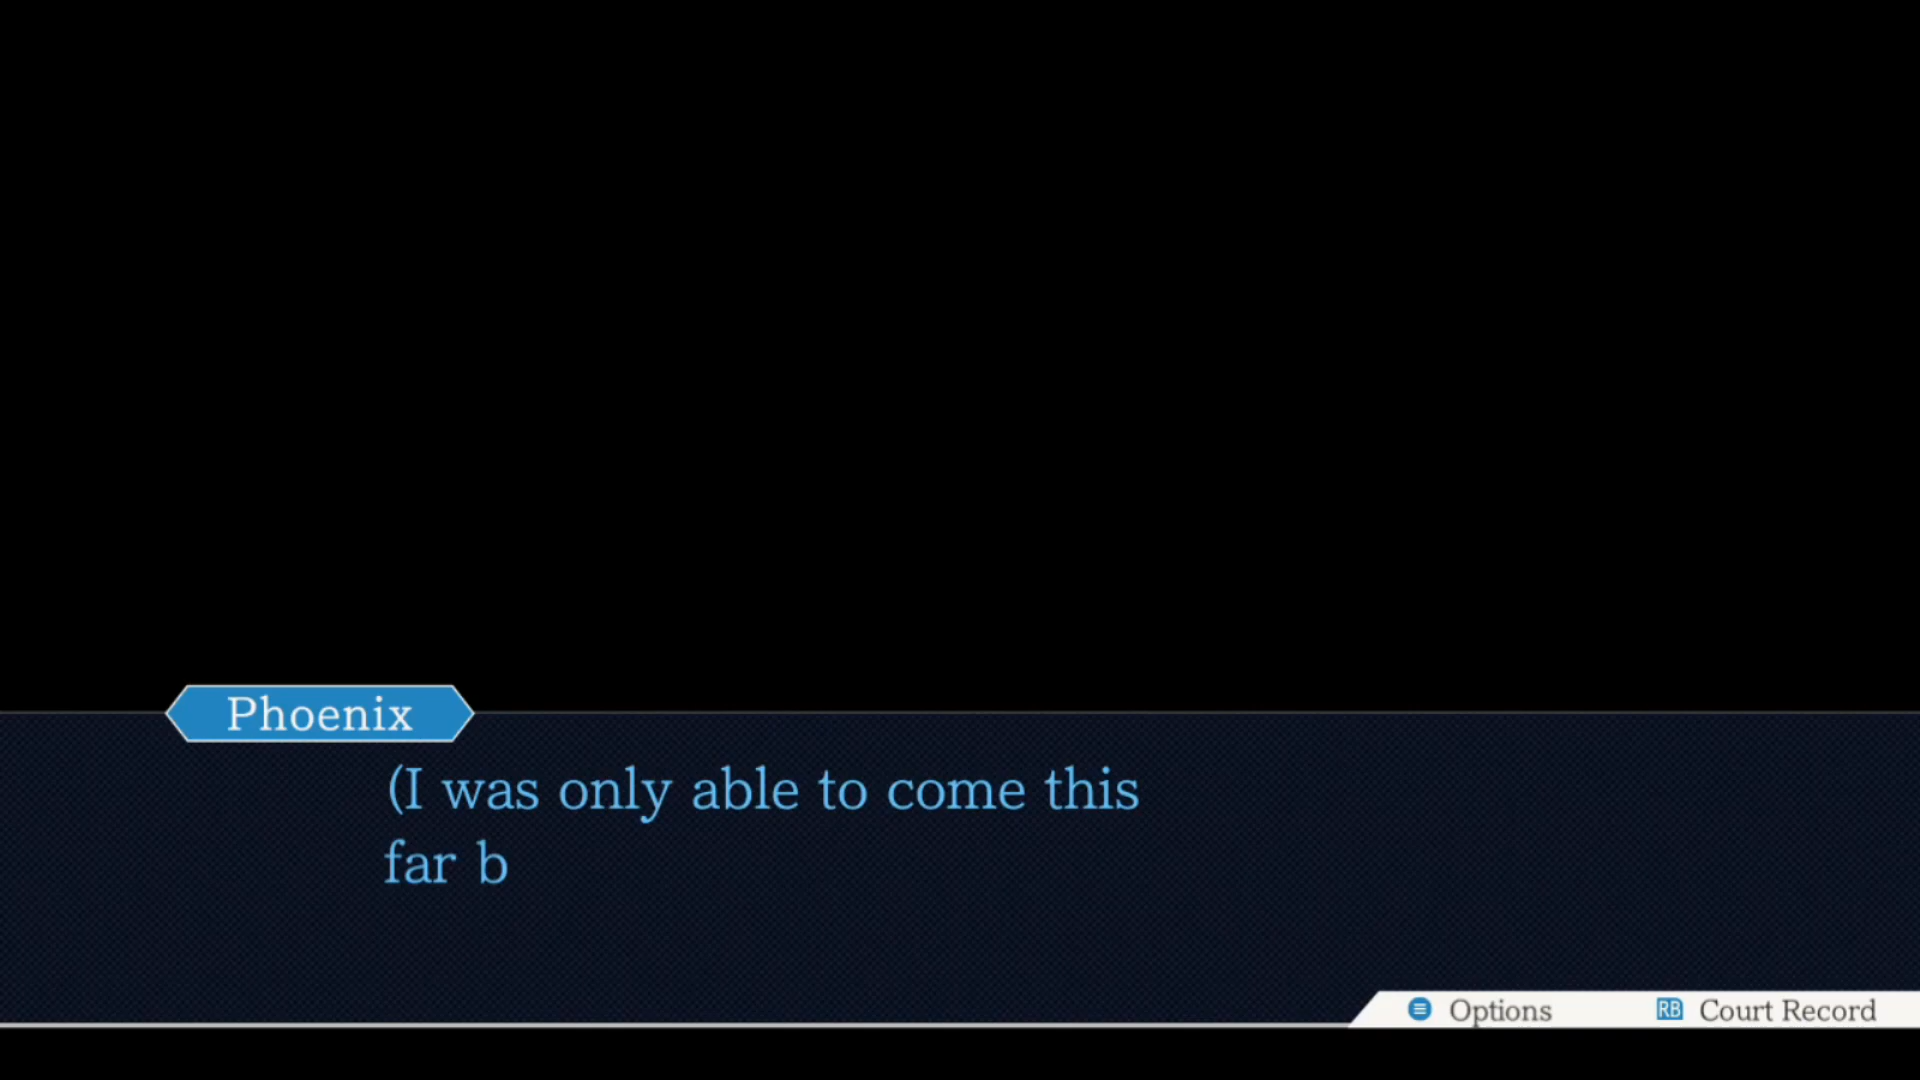 Phoenix
(I was only able to come this
far b
Options
RB Court Record